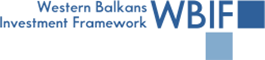 Western Balkans
Investment Framework
WBIF